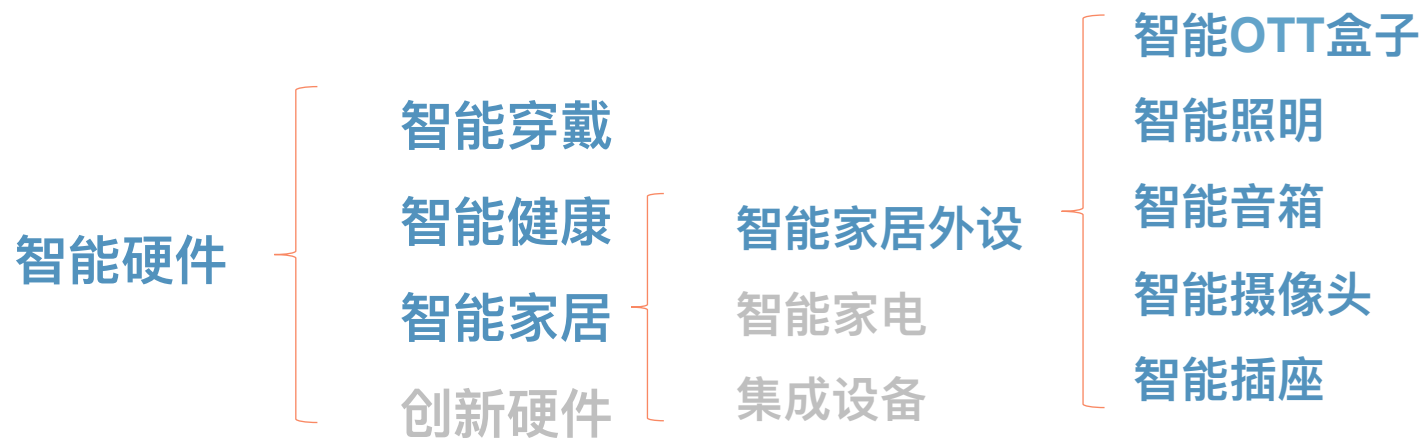 智能硬件
智能穿戴
智能健康
智能家居
创新硬件
智能家居外设
智能家电
集成设备
智能OTT盒子
智能照明
智能音箱
智能摄像头
智能插座